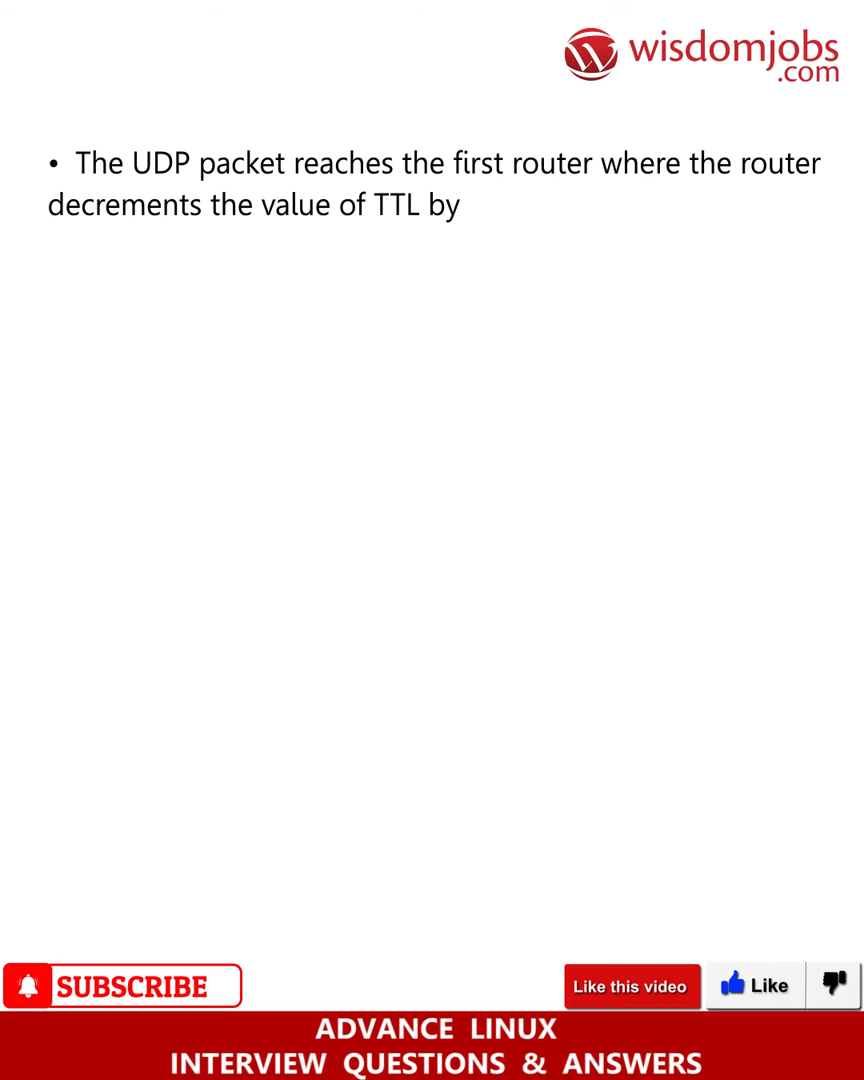 wisdomjobs
.com
• The UDP packet reaches the first router where the router
decrements the value of TTL by
SUBSCRIBE
Like this video
Like
ADVANCE LINUX
INTERVIEW QUESTIONS & ANSWERS